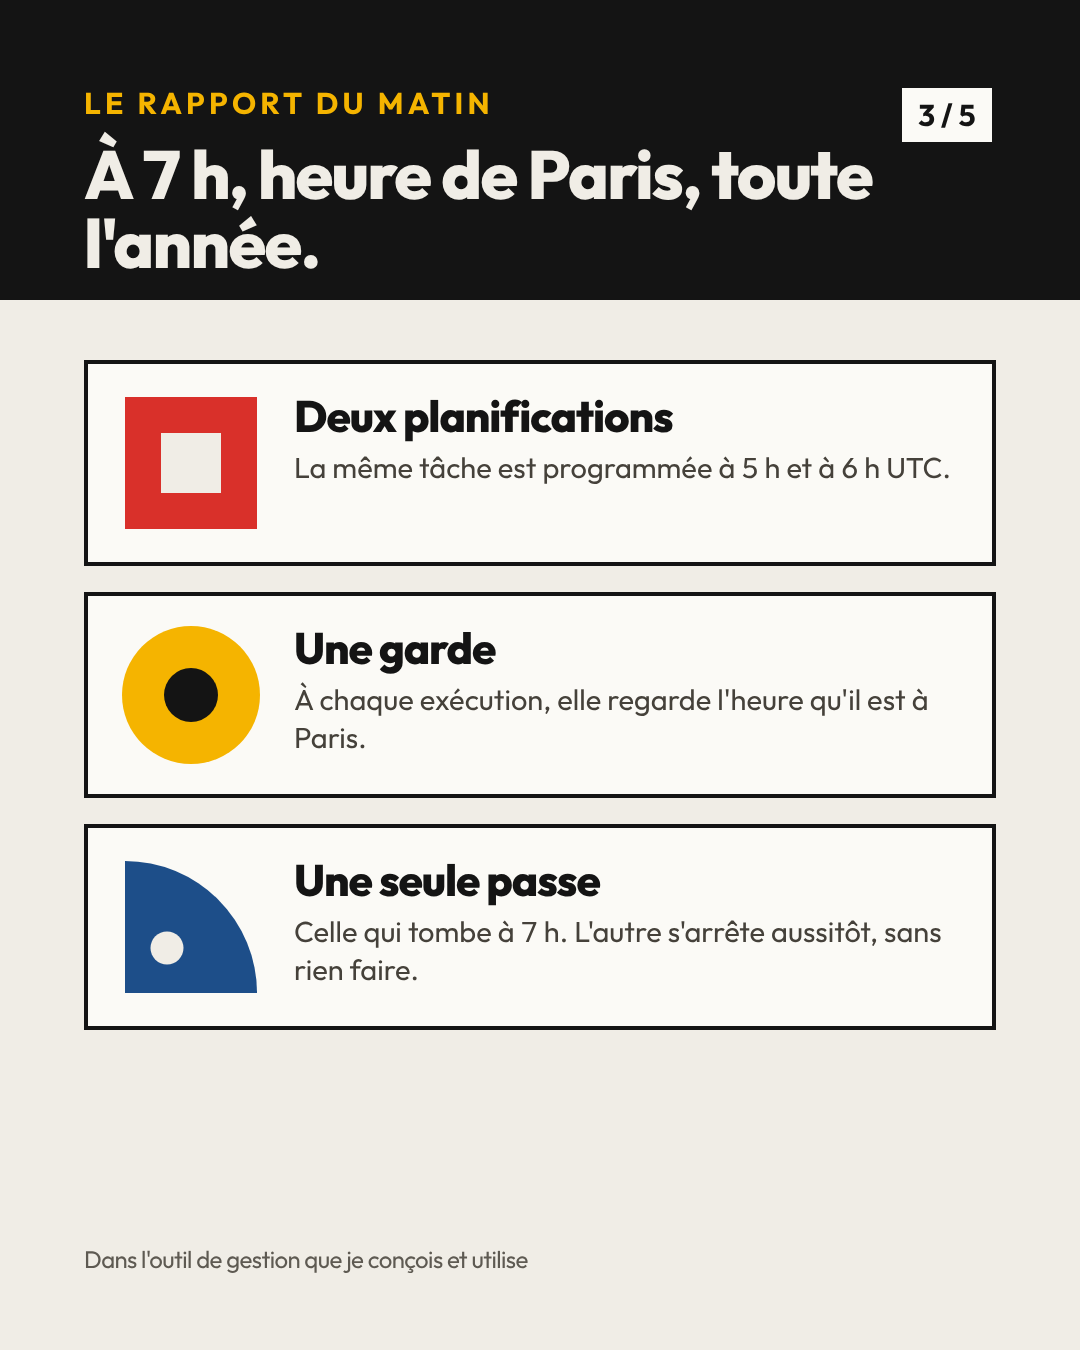 LE RAPPORT DU MATIN
3 / 5
À 7 h, heure de Paris, toute
l'année.
Deux planifications
La même tâche est programmée à 5 h et à 6 h UTC.
Une garde
À chaque exécution, elle regarde l'heure qu'il est à
Paris.
Une seule passe
Celle qui tombe à 7 h. L'autre s'arrête aussitôt, sans
rien faire.
Dans l'outil de gestion que je conçois et utilise